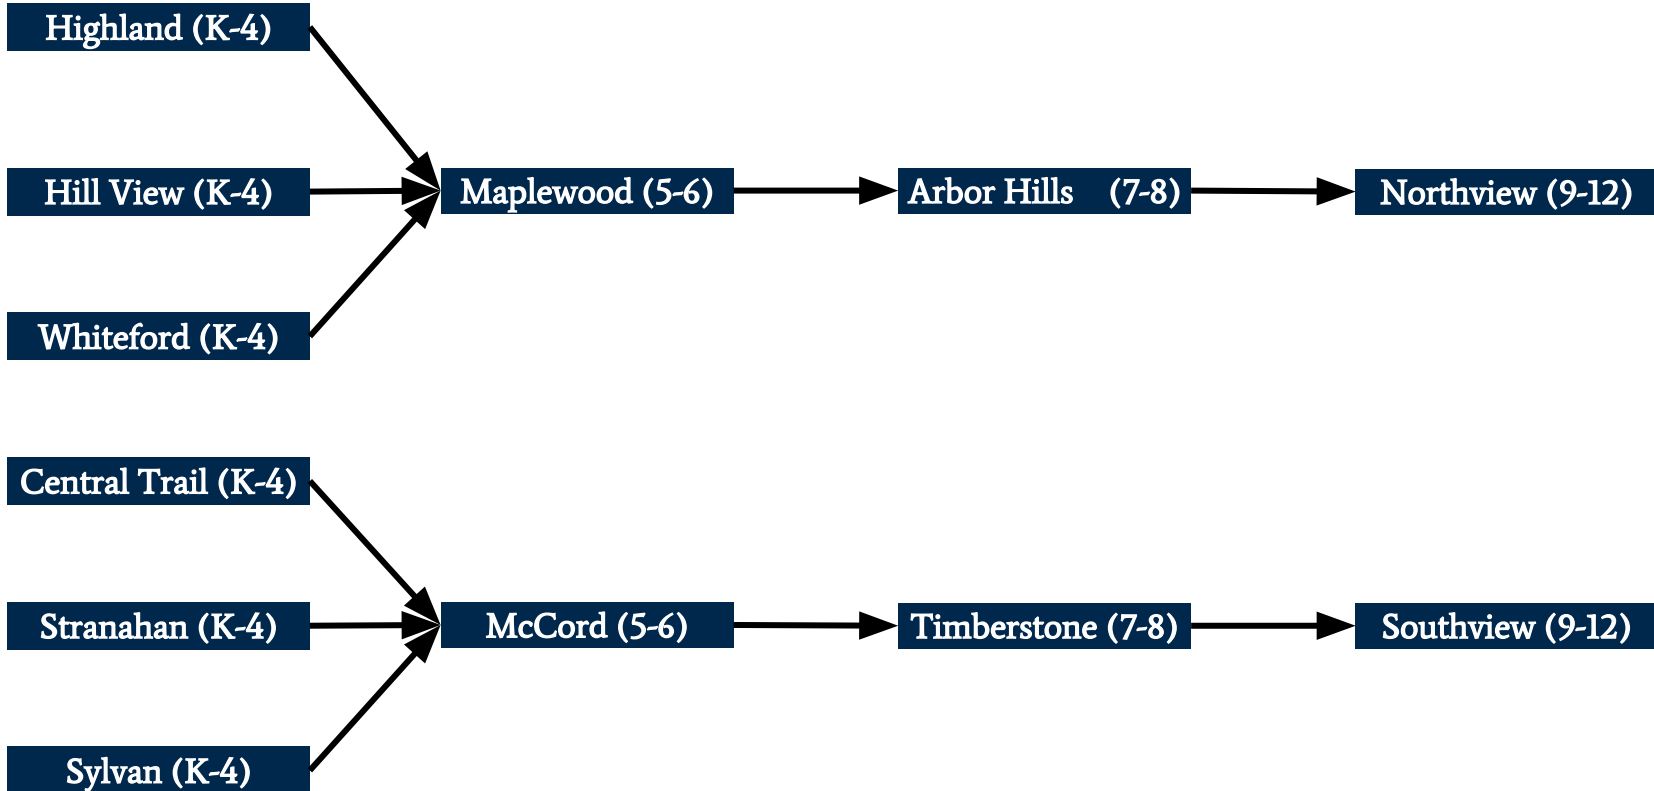 Highland (K-4)
Hill View (K-4)
Maplewood (5-6)
Arbor Hills (7-8)
Northview (9-12)
Whiteford (K-4)
Central Trail (K-4)
Stranahan (K-4)
McCord (5-6)
Timberstone (7-8)
Southview (9-12)
Sylvan (K-4)